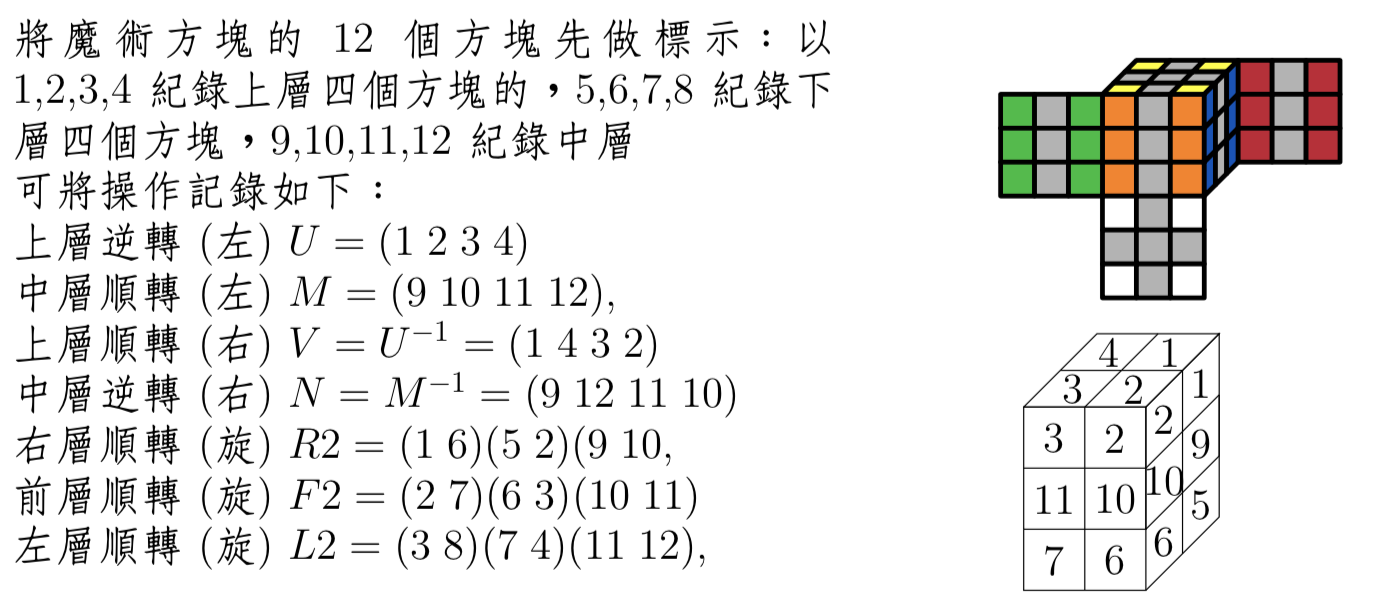 將魔術方塊的 12 個方塊先做標示：以
1,2,3,4 紀錄上層四個方塊的，5,6,7,8 紀錄下
層四個方塊，9,10,11,12 紀錄中層
可將操作記錄如下：
上層逆轉 (左) U = (1 2 3 4)
中層順轉 (左) M = (9 10 11 12),
上層順轉 (右) V = U⁻¹ = (1 4 3 2)
中層逆轉 (右) N = M⁻¹ = (9 12 11 10)
右層順轉 (旋) R2 = (1 6)(5 2)(9 10,
前層順轉 (旋) F2 = (2 7)(6 3)(10 11)
左層順轉 (旋) L2 = (3 8)(7 4)(11 12),
4 1
3 2 1
3 2 2 9
11 10 10 5
7 6 6